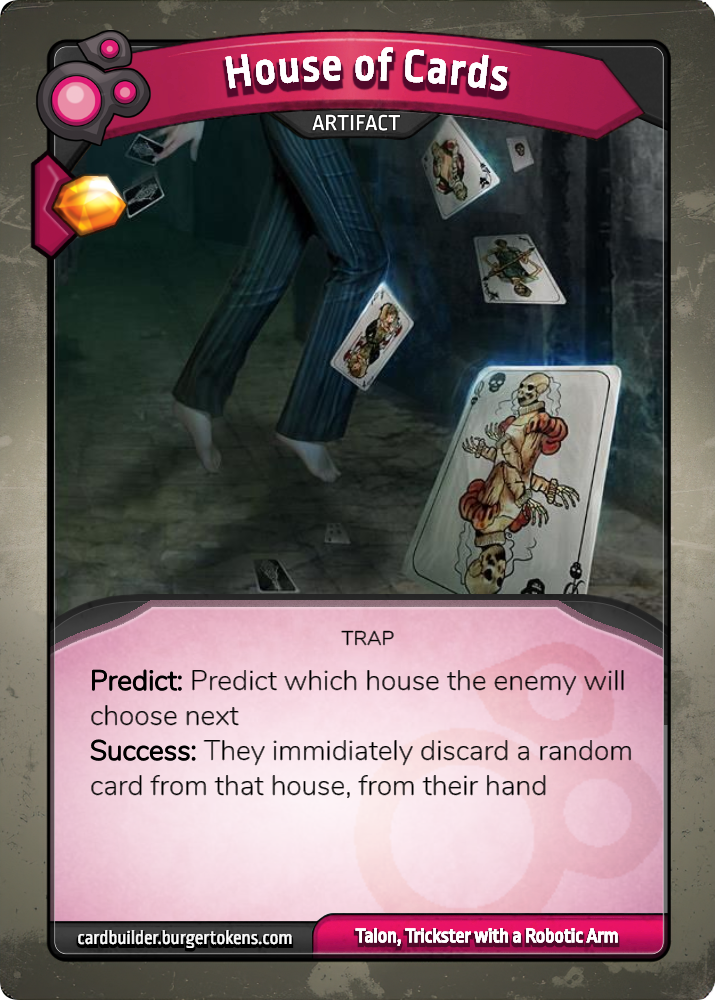 House of Cards
ARTIFACT
TRAP
Predict: Predict which house the enemy will
choose next
Success: They immidiately discard a random
card from that house, from their hand
cardbuilder.burgertokens.com
Talon, Trickster with a Robotic Arm